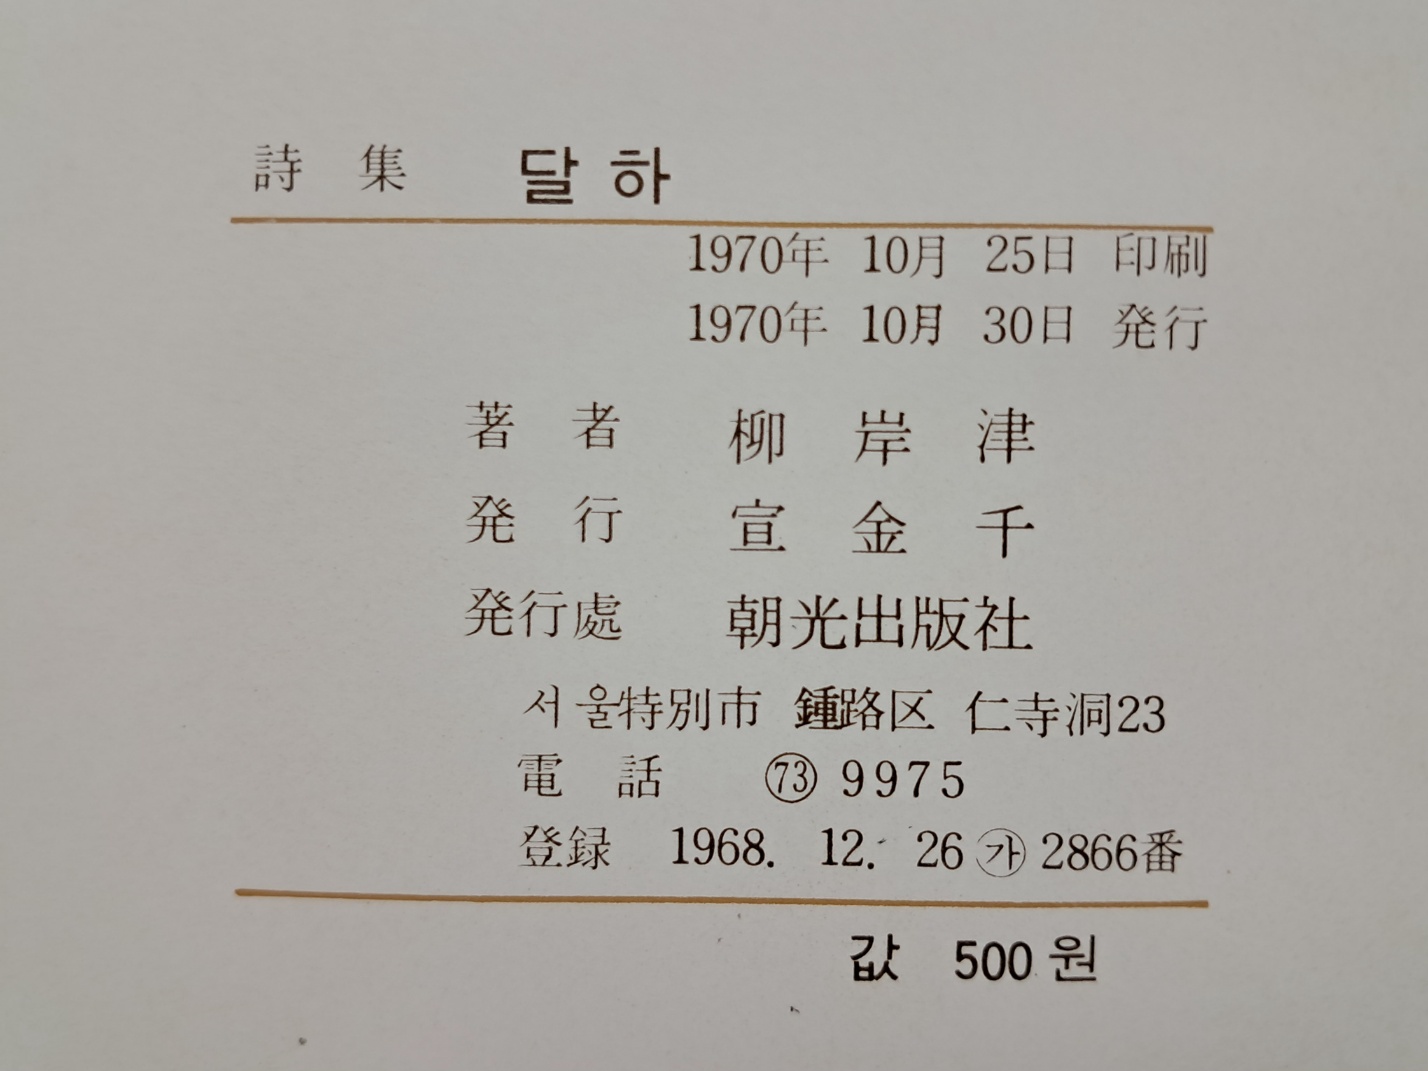 詩集 달하
1970年 10月 25日 印刷
1970年 10月 30日 発行
著者 柳岸津
発行 宣金千
発行處 朝光出版社
서울特別市 鍾路区 仁寺洞23
電話 ㊆㊂ 9975
登録 1968. 12. 26 ㉮ 2866番
값 500원